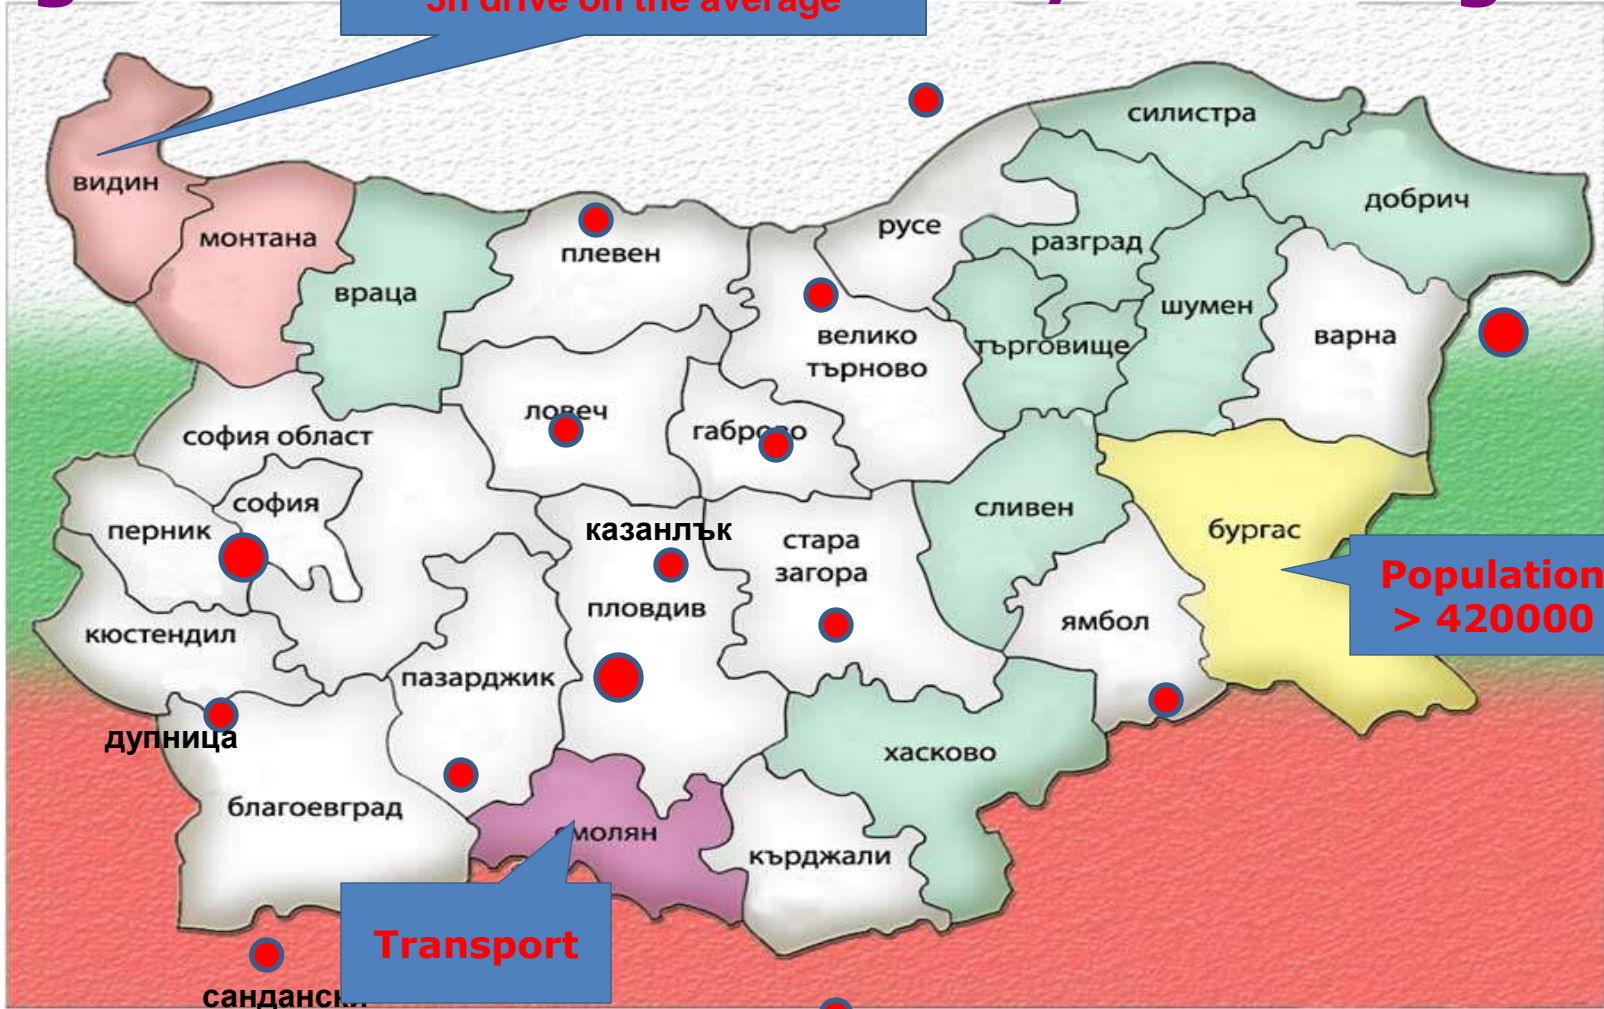 3h drive on the average
силистра
видин
добрич
русе
монтана
разград
плевен
враца
шумен
велико
търново
търговище
варна
ловеч
габрово
софия област
софия
сливен
перник
казанлък
стара
загора
бургас
Population
> 420000
пловдив
ямбол
кюстендил
пазарджик
дупница
хасково
благоевград
смолян
кърджали
Transport
сандански